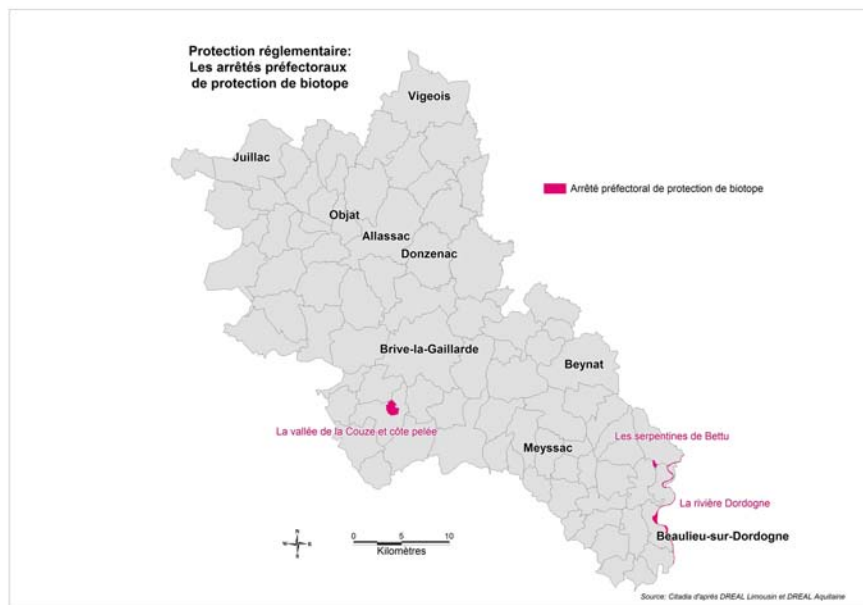 Protection réglementaire:
Les arrêtés préfectoraux
de protection de biotope
Vigeois
Juillac
Arrêté préfectoral de protection de biotope
Objat
Allassac
Donzenac
Brive-la-Gaillarde
Beynat
La vallée de la Couze et côte pelée
Les serpentines de Bettu
Meyssac
La rivière Dordogne
Beaulieu-sur-Dordogne
N
W E
S
0 5 10
Kilomètres
Source: Citadia d'après DREAL Limousin et DREAL Aquitaine